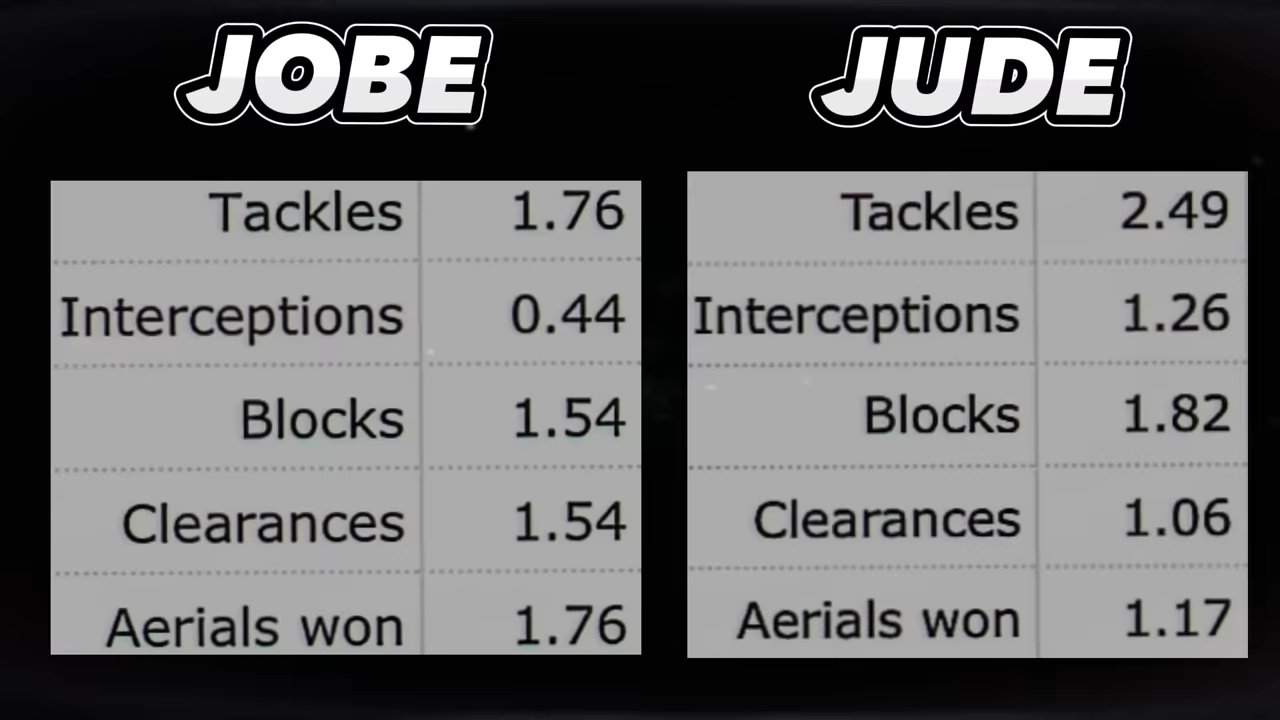 JOBE
Tackles 1.76
Interceptions 0.44
Blocks 1.54
Clearances 1.54
Aerials won 1.76
JUDE
Tackles 2.49
Interceptions 1.26
Blocks 1.82
Clearances 1.06
Aerials won 1.17